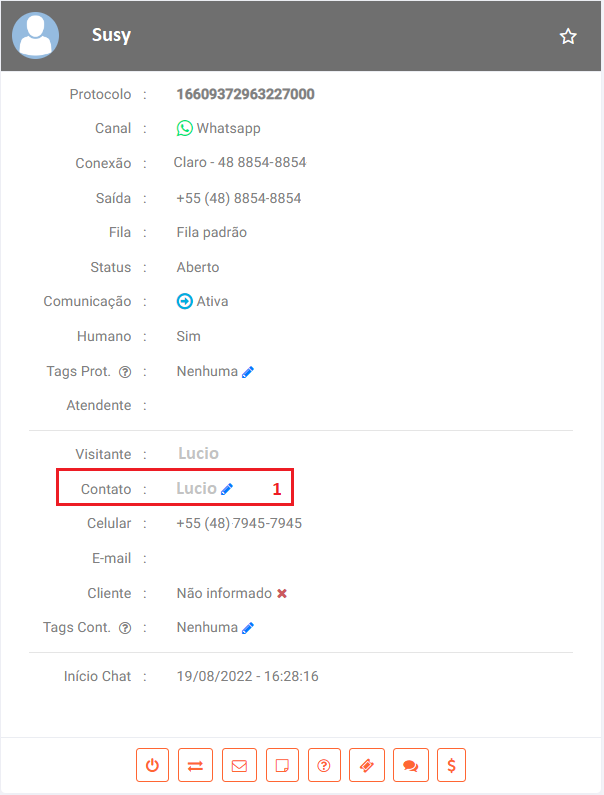 Susy
Protocolo : 16609372963227000
Canal : Whatsapp
Conexão : Claro - 48 8854-8854
Saída : +55 (48) 8854-8854
Fila : Fila padrão
Status : Aberto
Comunicação : Ativa
Humano : Sim
Tags Prot. ? : Nenhuma
Atendente :
Visitante : Lucio
Contato : Lucio 1
Celular : +55 (48) 7945-7945
E-mail :
Cliente : Não informado
Tags Cont. ? : Nenhuma
Início Chat : 19/08/2022 - 16:28:16
? $